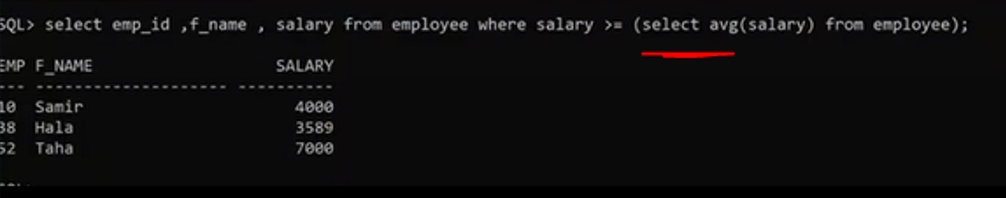 SQL> select emp_id ,f_name , salary from employee where salary >= (select avg(salary) from employee);
EMP F_NAME SALARY
--- -------------------- ----------
10 Samir 4000
38 Hala 3589
52 Taha 7000